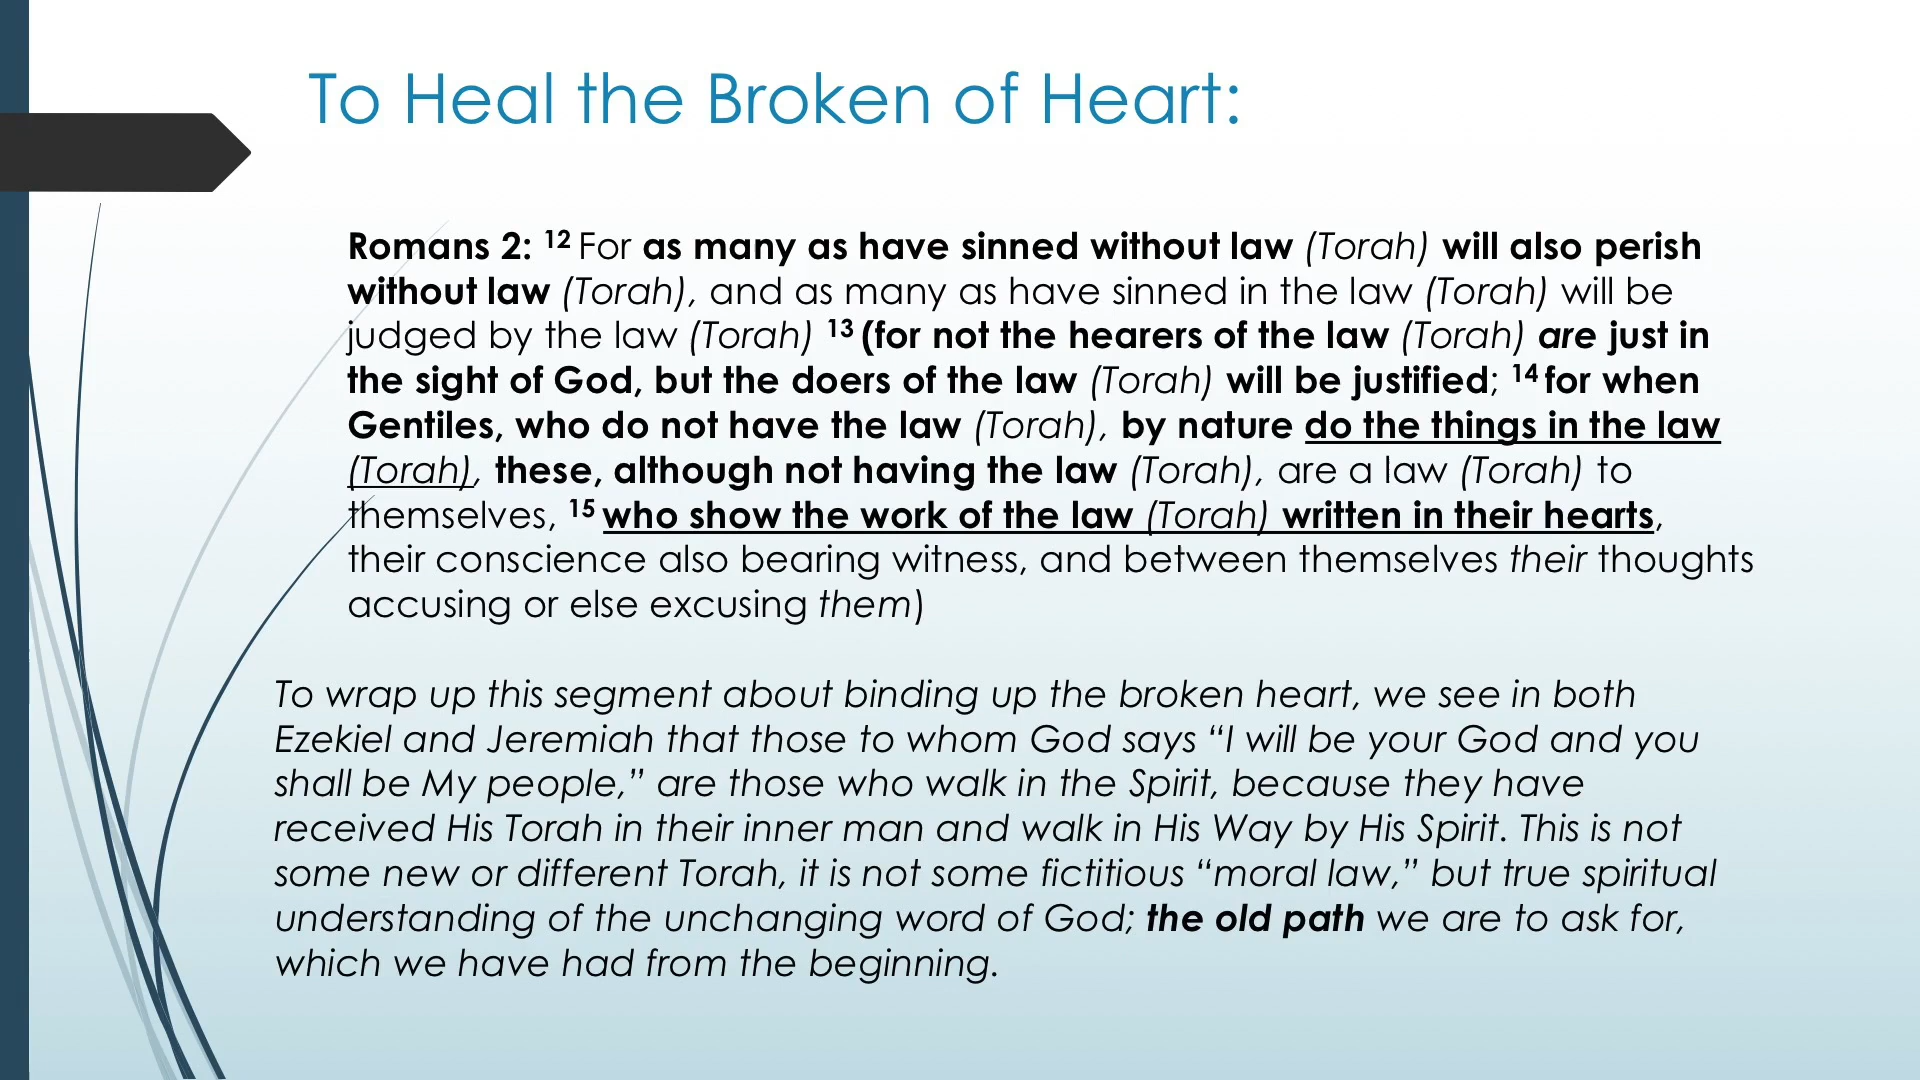 To Heal the Broken of Heart:
Romans 2: 12 For as many as have sinned without law (Torah) will also perish
without law (Torah), and as many as have sinned in the law (Torah) will be
judged by the law (Torah) 13 (for not the hearers of the law (Torah) are just in
the sight of God, but the doers of the law (Torah) will be justified; 14 for when
Gentiles, who do not have the law (Torah), by nature do the things in the law
(Torah), these, although not having the law (Torah), are a law (Torah) to
themselves, 15 who show the work of the law (Torah) written in their hearts,
their conscience also bearing witness, and between themselves their thoughts
accusing or else excusing them)
To wrap up this segment about binding up the broken heart, we see in both
Ezekiel and Jeremiah that those to whom God says “I will be your God and you
shall be My people,” are those who walk in the Spirit, because they have
received His Torah in their inner man and walk in His Way by His Spirit. This is not
some new or different Torah, it is not some fictitious “moral law,” but true spiritual
understanding of the unchanging word of God; the old path we are to ask for,
which we have had from the beginning.